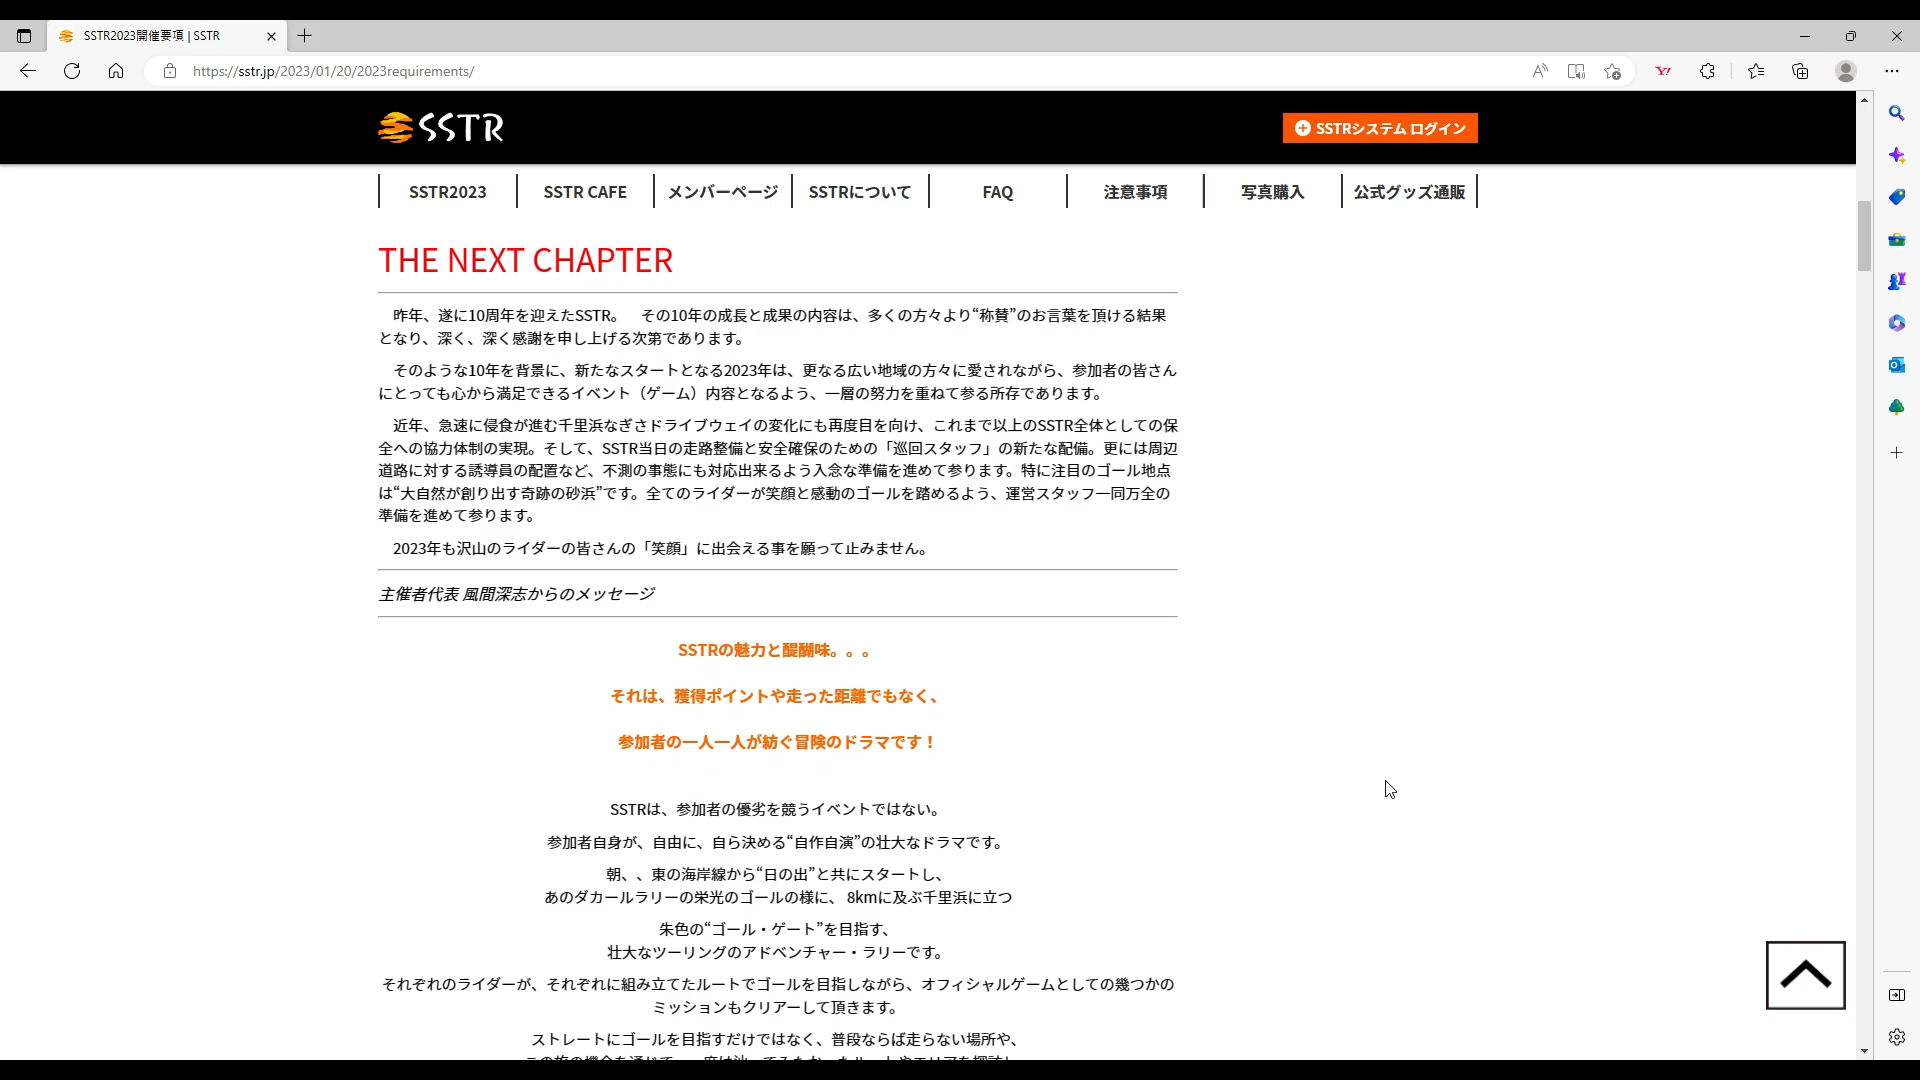 SSTR2023開催要項 | SSTR
https://sstr.jp/2023/01/20/2023requirements/
SSTR
SSTRシステム ログイン
SSTR2023
SSTR CAFE
メンバーページ
SSTRについて
FAQ
注意事項
写真購入
公式グッズ通販
THE NEXT CHAPTER
昨年、遂に10周年を迎えたSSTR。　その10年の成長と成果の内容は、多くの方々より“称賛”のお言葉を頂ける結果
となり、深く、深く感謝を申し上げる次第であります。
そのような10年を背景に、新たなスタートとなる2023年は、更なる広い地域の方々に愛されながら、参加者の皆さん
にとっても心から満足できるイベント（ゲーム）内容となるよう、一層の努力を重ねて参る所存であります。
近年、急速に侵食が進む千里浜なぎさドライブウェイの変化にも再度目を向け、これまで以上のSSTR全体としての保
全への協力体制の実現。そして、SSTR当日の走路整備と安全確保のための「巡回スタッフ」の新たな配備。更には周辺
道路に対する誘導員の配置など、不測の事態にも対応出来るよう入念な準備を進めて参ります。特に注目のゴール地点
は“大自然が創り出す奇跡の砂浜”です。全てのライダーが笑顔と感動のゴールを踏めるよう、運営スタッフ一同万全の
準備を進めて参ります。
2023年も沢山のライダーの皆さんの「笑顔」に出会える事を願って止みません。
主催者代表 風間深志からのメッセージ
SSTRの魅力と醍醐味。。。
それは、獲得ポイントや走った距離でもなく、
参加者の一人一人が紡ぐ冒険のドラマです！
SSTRは、参加者の優劣を競うイベントではない。
参加者自身が、自由に、自ら決める“自作自演”の壮大なドラマです。
朝、、東の海岸線から“日の出”と共にスタートし、
あのダカールラリーの栄光のゴールの様に、 8kmに及ぶ千里浜に立つ
朱色の“ゴール・ゲート”を目指す、
壮大なツーリングのアドベンチャー・ラリーです。
それぞれのライダーが、それぞれに組み立てたルートでゴールを目指しながら、オフィシャルゲームとしての幾つかの
ミッションもクリアーして頂きます。
ストレートにゴールを目指すだけではなく、普段ならば走らない場所や、